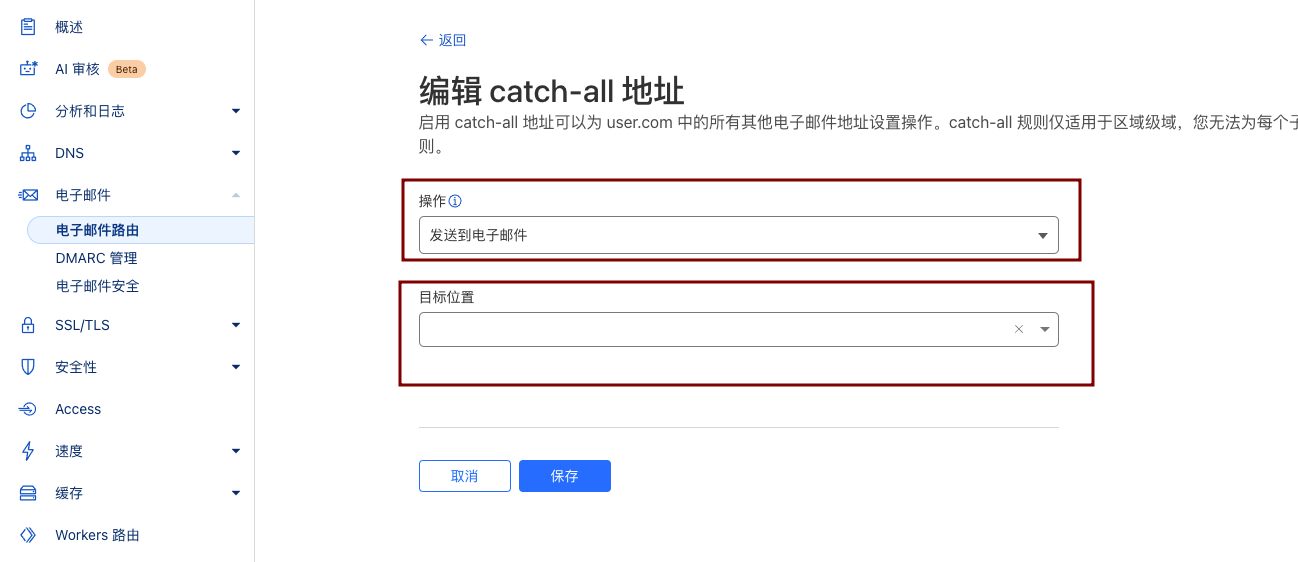 概述
AI 审核 Beta
分析和日志
DNS
电子邮件
电子邮件路由
DMARC 管理
电子邮件安全
SSL/TLS
安全性
Access
速度
缓存
Workers 路由
返回
编辑 catch-all 地址
启用 catch-all 地址可以为 user.com 中的所有其他电子邮件地址设置操作。catch-all 规则仅适用于区域级域，您无法为每个子
则。
操作
发送到电子邮件
目标位置
取消
保存